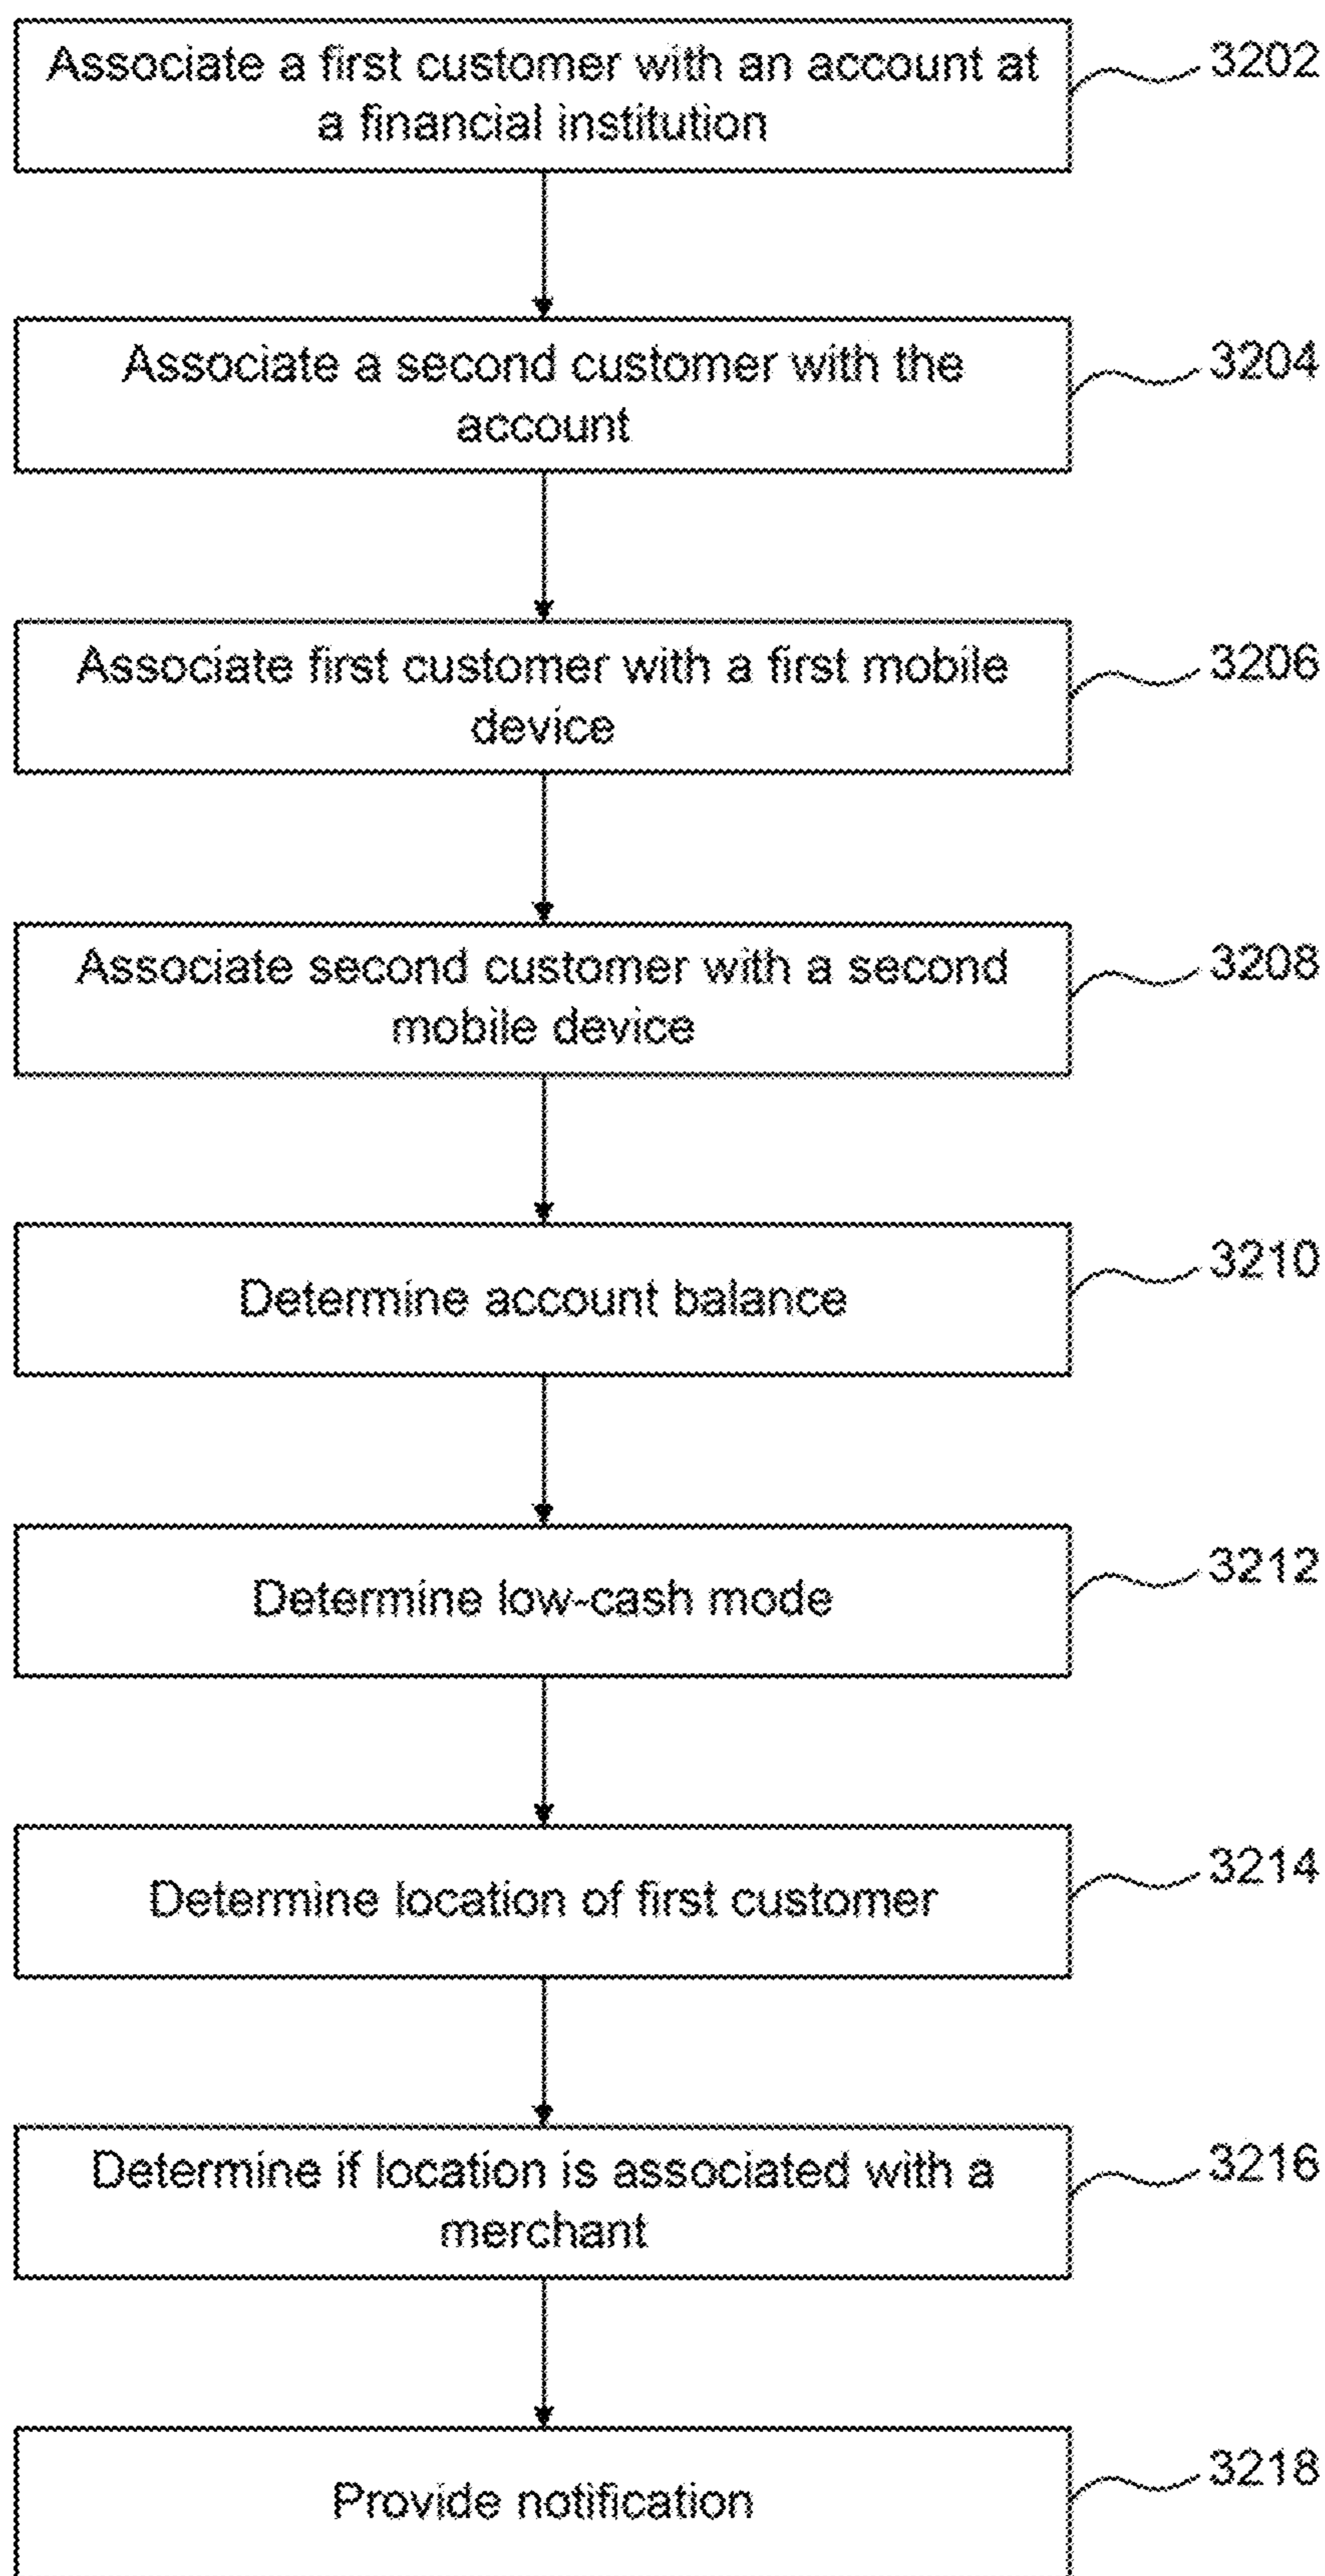 Associate a first customer with an account at
a financial institution
3202
Associate a second customer with the
account
3204
Associate first customer with a first mobile
device
3206
Associate second customer with a second
mobile device
3208
Determine account balance
3210
Determine low-cash mode
3212
Determine location of first customer
3214
Determine if location is associated with a
merchant
3216
Provide notification
3218